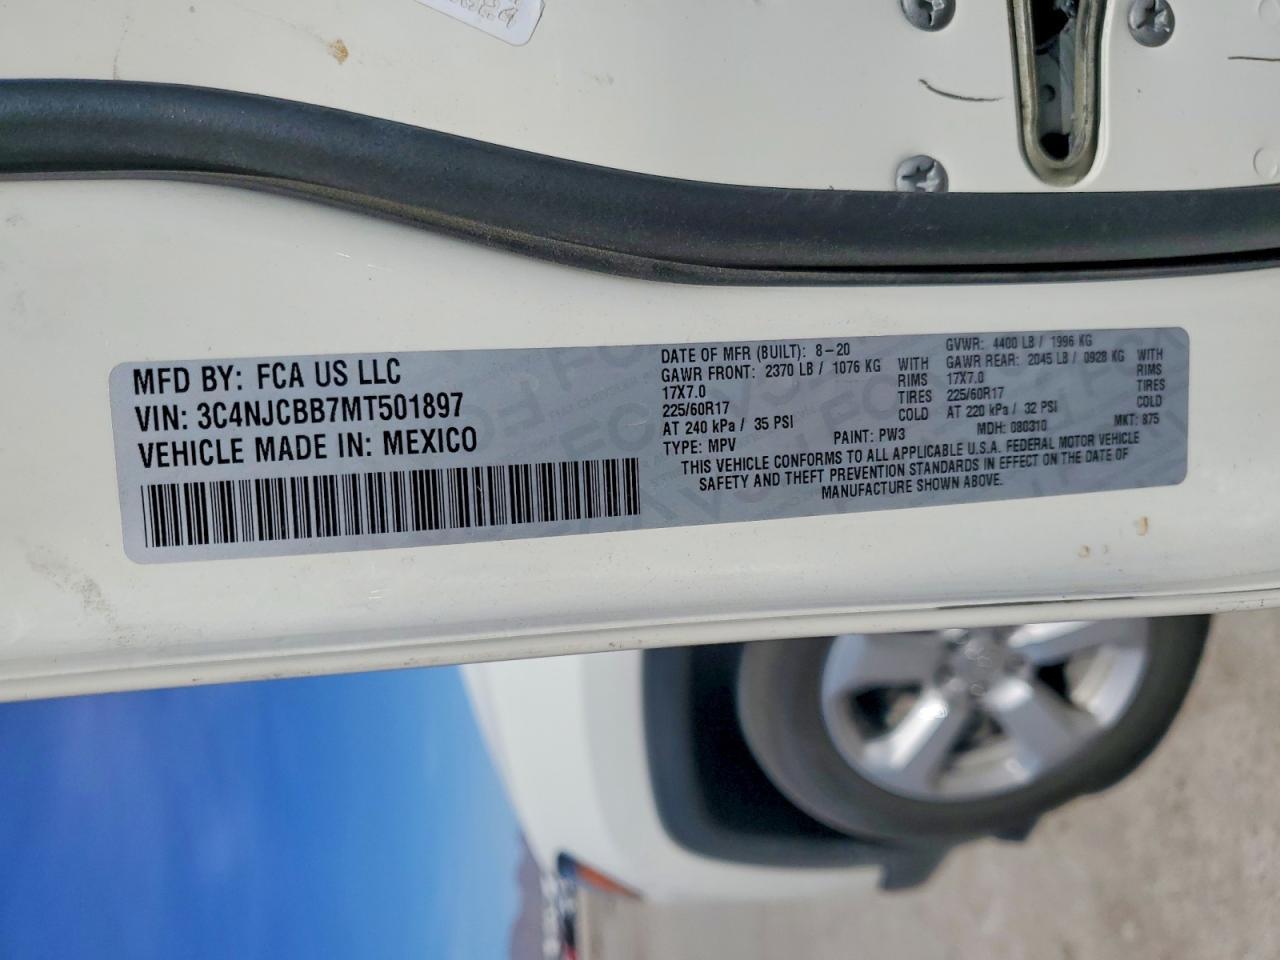 MFD BY: FCA US LLC
VIN: 3C4NJCBB7MT501897
VEHICLE MADE IN: MEXICO
DATE OF MFR (BUILT): 8-20
GAWR FRONT: 2370 LB / 1076 KG WITH
17X7.0 RIMS
225/60R17 TIRES
AT 240 kPa / 35 PSI COLD
TYPE: MPV PAINT: PW3
GVWR: 4400 LB / 1996 KG
GAWR REAR: 2045 LB / 0928 KG WITH
17X7.0 RIMS
225/60R17 TIRES
AT 220 kPa / 32 PSI COLD
MDH: 080310 MKT: 875
THIS VEHICLE CONFORMS TO ALL APPLICABLE U.S.A. FEDERAL MOTOR VEHICLE
SAFETY AND THEFT PREVENTION STANDARDS IN EFFECT ON THE DATE OF
MANUFACTURE SHOWN ABOVE.